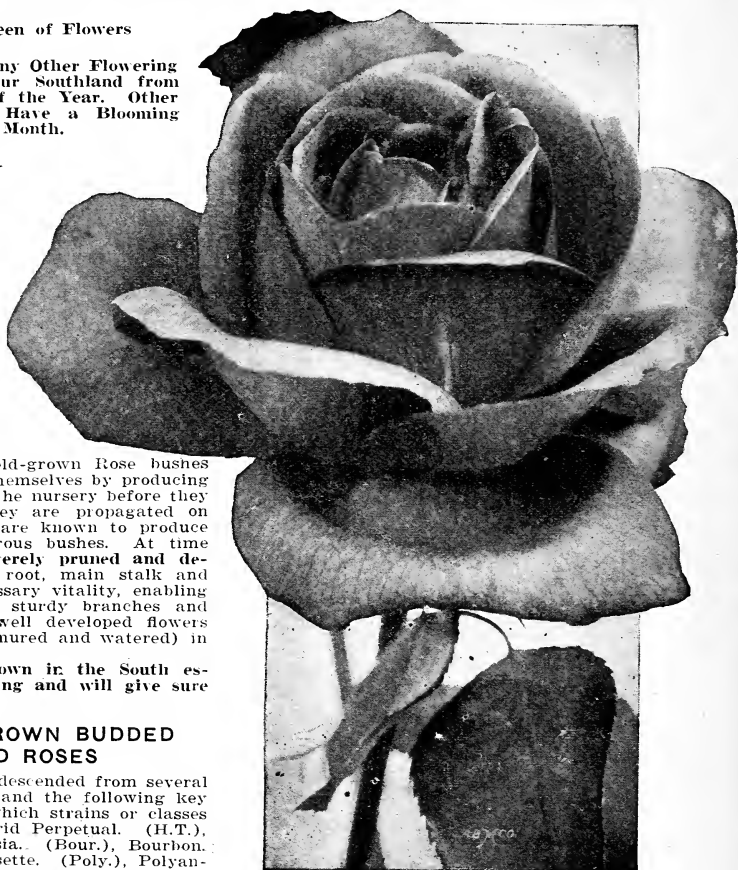 een of Flowers
ny Other Flowering
ur Southland from
f the Year. Other
Have a Blooming
Month.
ld-grown Rose bushes
hemselves by producing
he nursery before they
ey are propagated on
are known to produce
rous bushes. At time
erely pruned and de-
root, main stalk and
ssary vitality, enabling
sturdy branches and
well developed flowers
nured and watered) in
own in the South es-
ng and will give sure
ROWN BUDDED
D ROSES
descended from several
and the following key
hich strains or classes
rid Perpetual. (H.T.),
sia. (Bour.), Bourbon.
sette. (Poly.), Polyan-